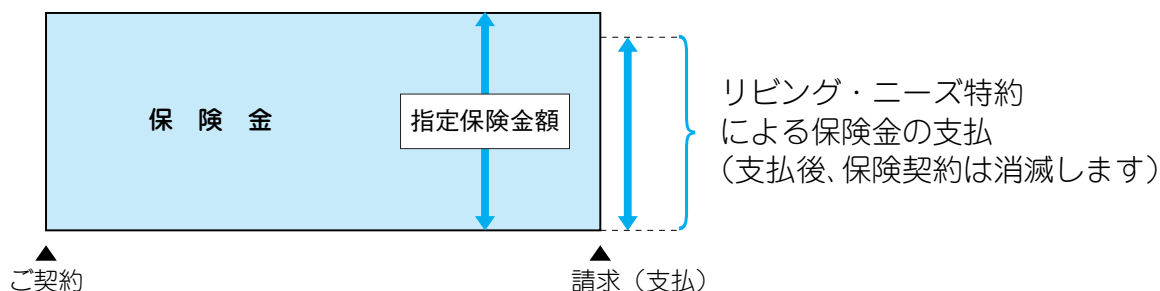 保 険 金
指定保険金額
リビング・ニーズ特約
による保険金の支払
（支払後、保険契約は消滅します）
▲
ご契約
▲
請求（支払）